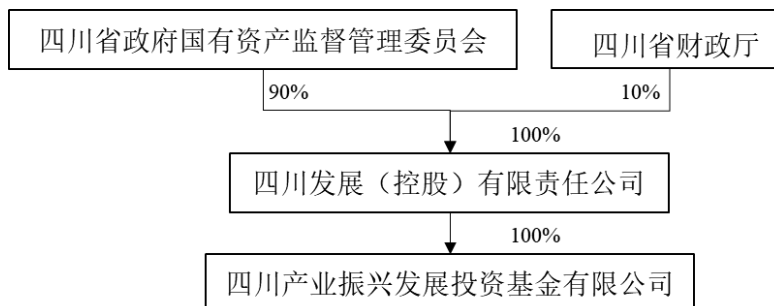 四川省政府国有资产监督管理委员会
四川省财政厅
90%
10%
100%
四川发展（控股）有限责任公司
100%
四川产业振兴发展投资基金有限公司